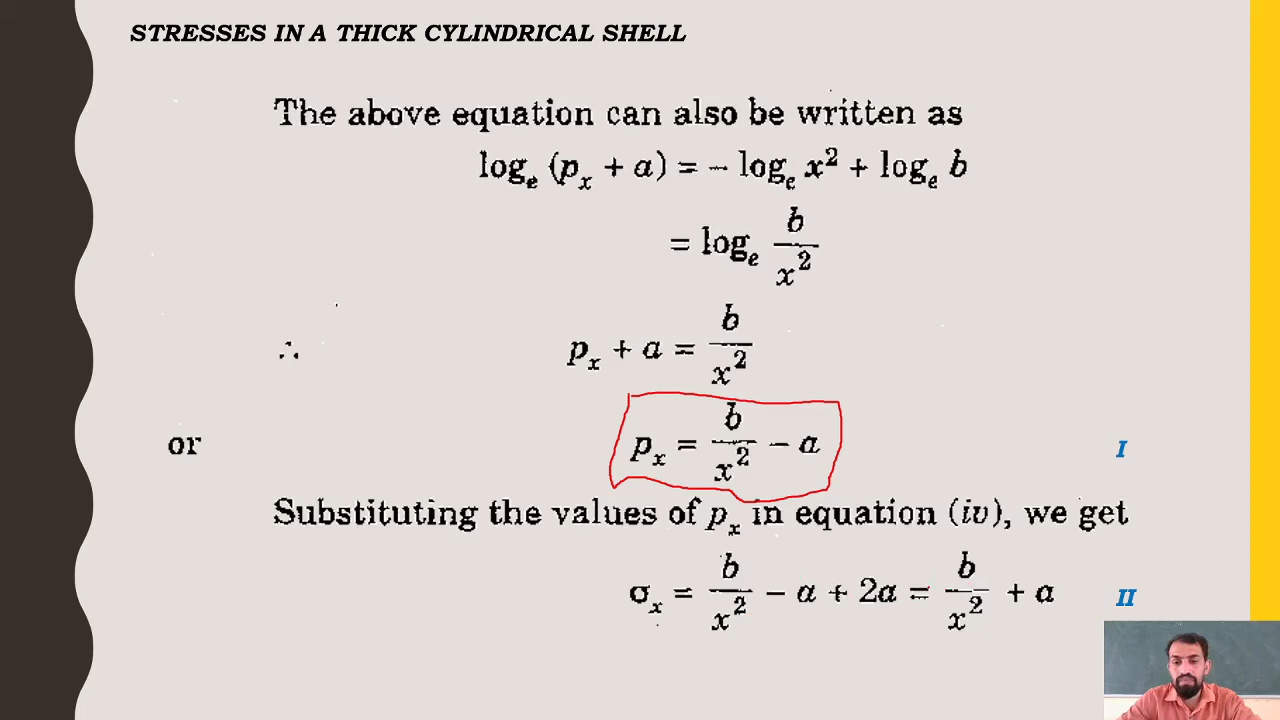 STRESSES IN A THICK CYLINDRICAL SHELL
The above equation can also be written as
logₑ (pₓ + a) = – logₑ x² + logₑ b
= logₑ b/x²
∴ pₓ + a = b/x²
or pₓ = b/x² – a I
Substituting the values of pₓ in equation (iv), we get
σₓ = b/x² – a + 2a = b/x² + a II